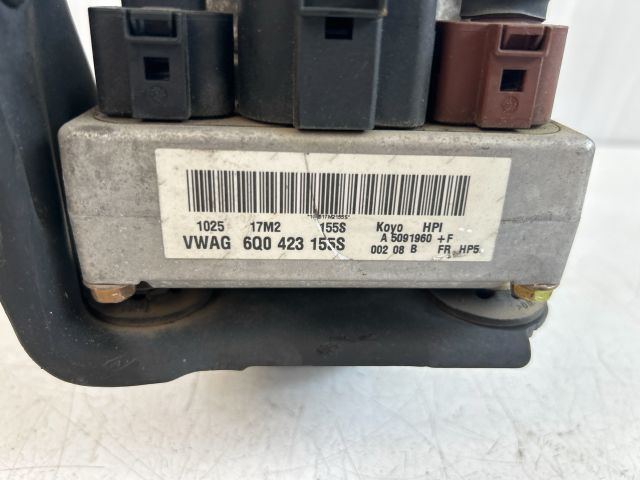 1025 17M2 155S Koyo HPI
VWAG 6Q0 423 155S A 5091960 +F
002 08 B FR HP5